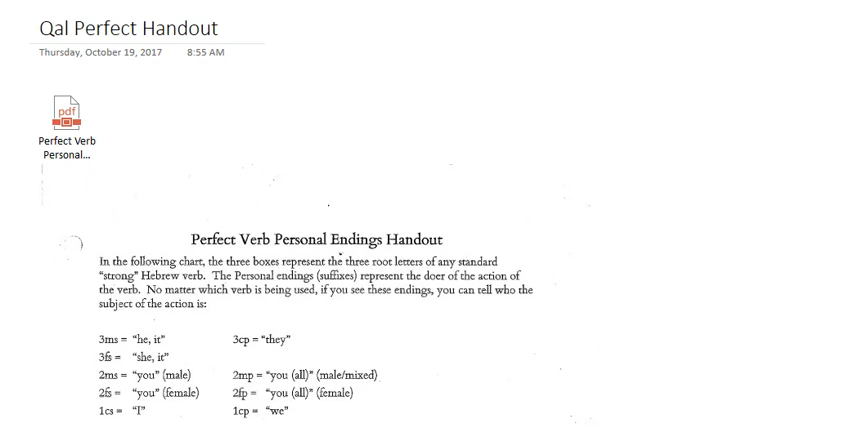 Qal Perfect Handout
Thursday, October 19, 2017 8:55 AM
pdf
Perfect Verb
Personal...
Perfect Verb Personal Endings Handout
In the following chart, the three boxes represent the three root letters of any standard
"strong" Hebrew verb. The Personal endings (suffixes) represent the doer of the action of
the verb. No matter which verb is being used, if you see these endings, you can tell who the
subject of the action is:
3ms = "he, it" 3cp = "they"
3fs = "she, it"
2ms = "you" (male) 2mp = "you (all)" (male/mixed)
2fs = "you" (female) 2fp = "you (all)" (female)
1cs = "I" 1cp = "we"